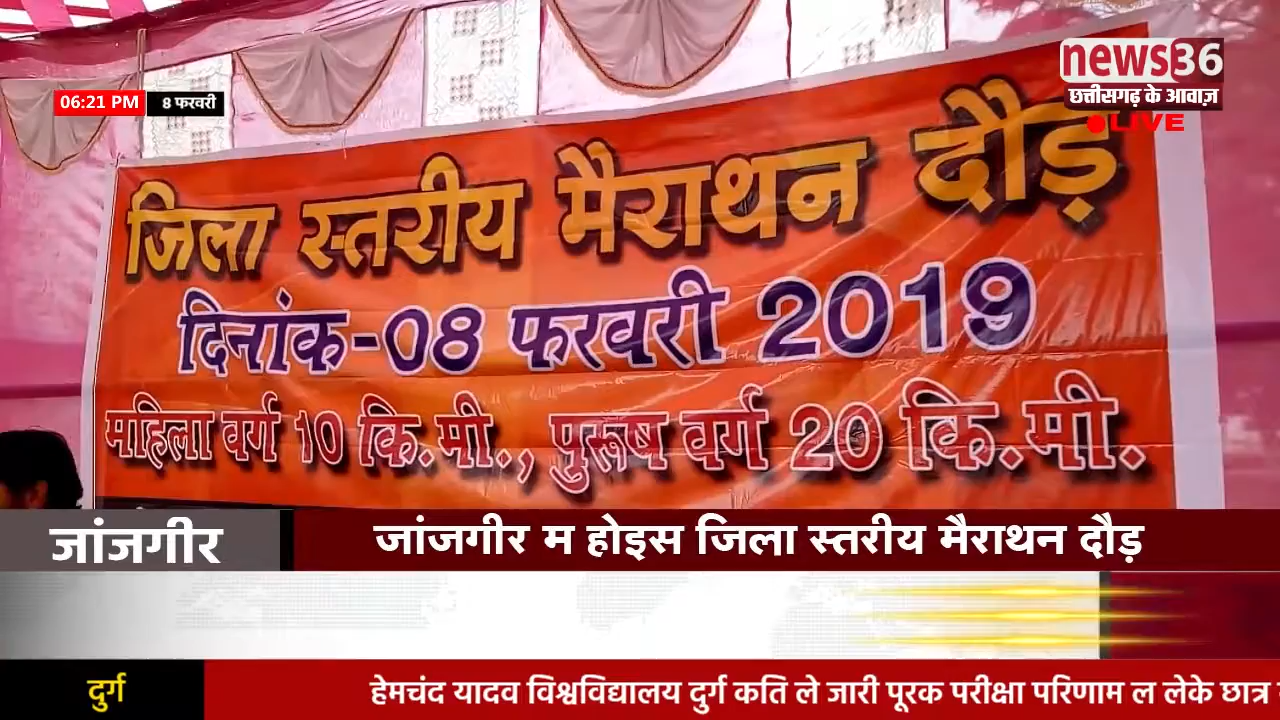 news36
छत्तीसगढ़ के आवाज़
LIVE
06:21 PM 8 फरवरी
जिला स्तरीय मैराथन दौड़
दिनांक-08 फरवरी 2019
महिला वर्ग 10 कि.मी., पुरूष वर्ग 20 कि.मी.
जांजगीर जांजगीर म होइस जिला स्तरीय मैराथन दौड़
दुर्ग हेमचंद यादव विश्वविद्यालय दुर्ग कति ले जारी पूरक परीक्षा परिणाम ल लेके छात्र